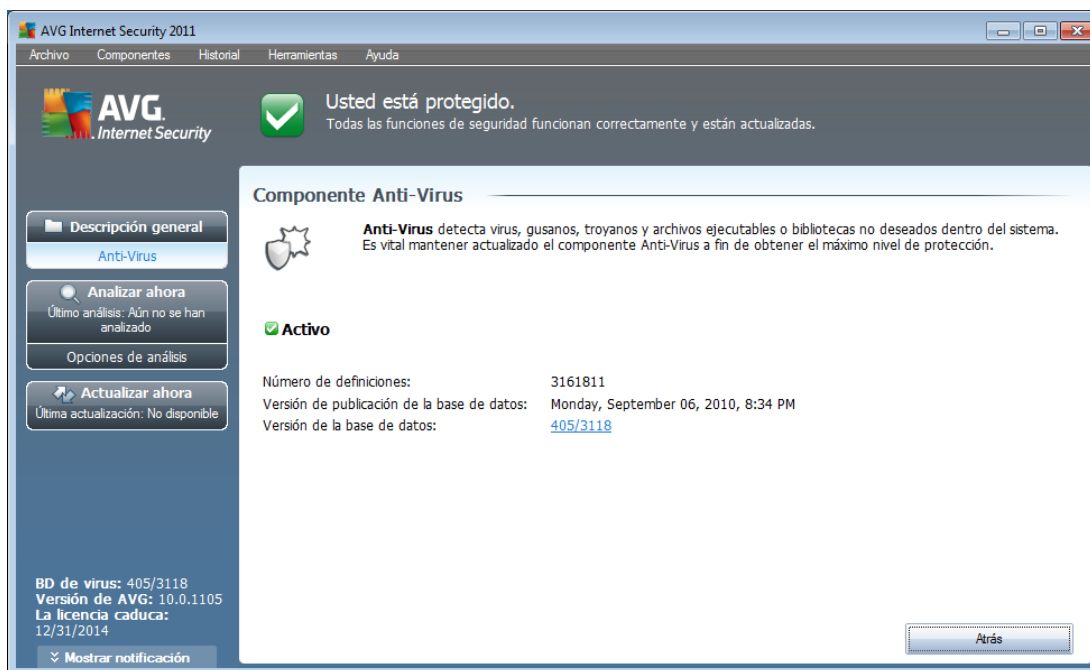 AVG Internet Security 2011
Archivo Componentes Historial Herramientas Ayuda
AVG.
Internet Security
Usted está protegido.
Todas las funciones de seguridad funcionan correctamente y están actualizadas.
Descripción general
Anti-Virus
Analizar ahora
Último análisis: Aún no se han
analizado
Opciones de análisis
Actualizar ahora
Última actualización: No disponible
BD de virus: 405/3118
Versión de AVG: 10.0.1105
La licencia caduca:
12/31/2014
Mostrar notificación
Componente Anti-Virus
Anti-Virus detecta virus, gusanos, troyanos y archivos ejecutables o bibliotecas no deseados dentro del sistema.
Es vital mantener actualizado el componente Anti-Virus a fin de obtener el máximo nivel de protección.
Activo
Número de definiciones: 3161811
Versión de publicación de la base de datos: Monday, September 06, 2010, 8:34 PM
Versión de la base de datos: 405/3118
Atrás